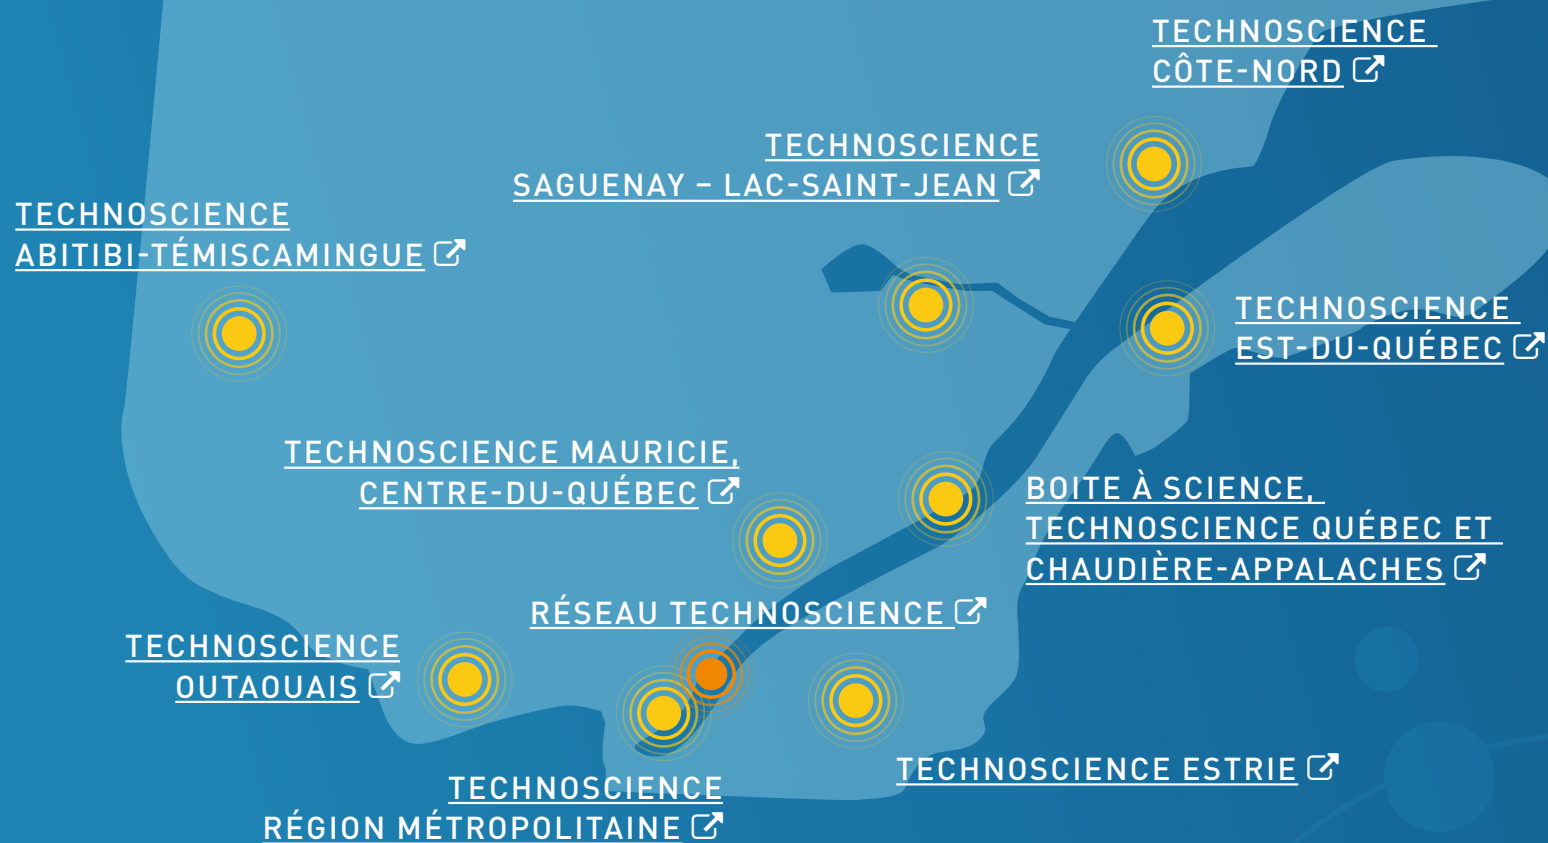 TECHNOSCIENCE
CÔTE-NORD
TECHNOSCIENCE
SAGUENAY – LAC-SAINT-JEAN
TECHNOSCIENCE
ABITIBI-TÉMISCAMINGUE
TECHNOSCIENCE
EST-DU-QUÉBEC
TECHNOSCIENCE MAURICIE,
CENTRE-DU-QUÉBEC
BOITE À SCIENCE,
TECHNOSCIENCE QUÉBEC ET
CHAUDIÈRE-APPALACHES
RÉSEAU TECHNOSCIENCE
TECHNOSCIENCE
OUTAOUAIS
TECHNOSCIENCE ESTRIE
TECHNOSCIENCE
RÉGION MÉTROPOLITAINE